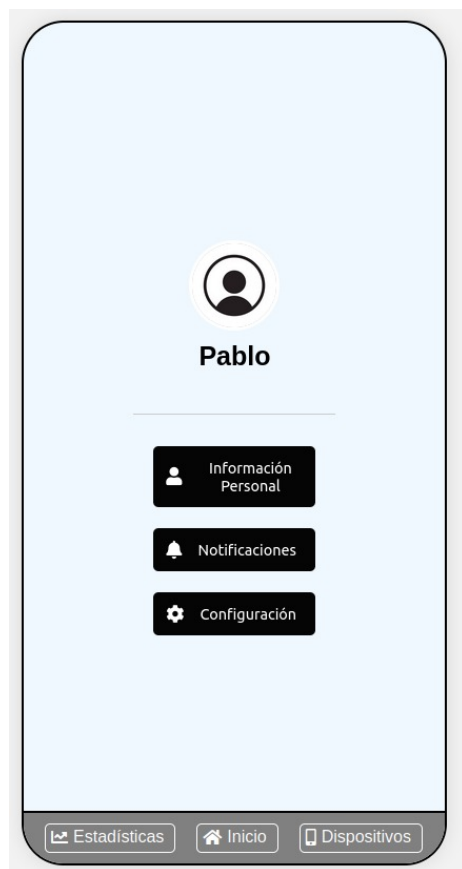 Pablo
Información
Personal
Notificaciones
Configuración
Estadísticas Inicio Dispositivos